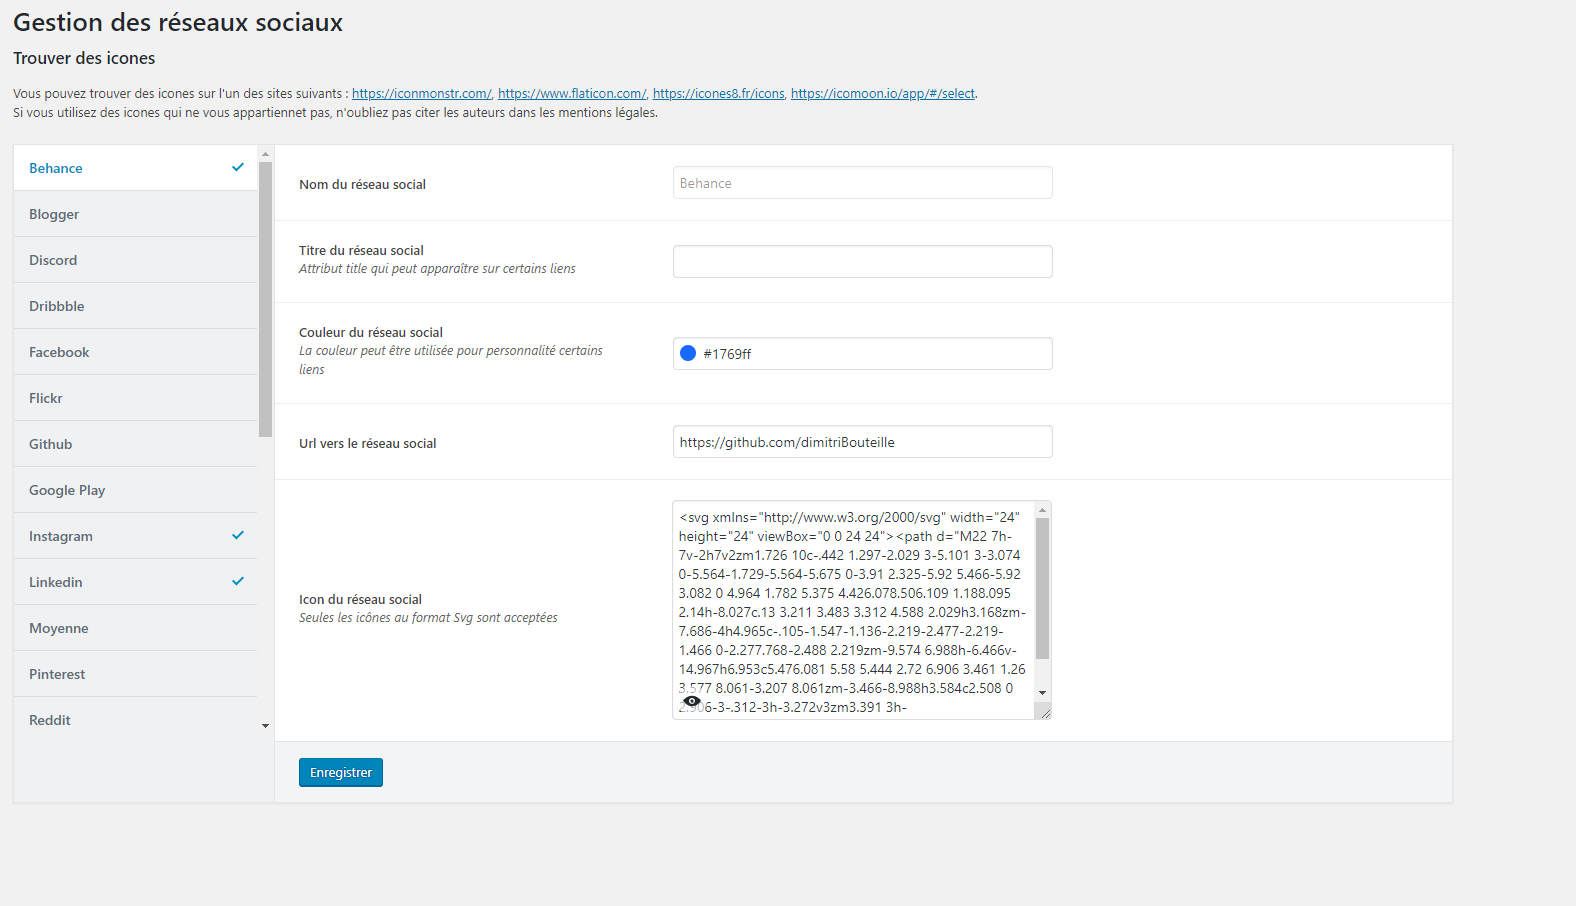 Gestion des réseaux sociaux
Trouver des icones
Vous pouvez trouver des icones sur l'un des sites suivants : https://iconmonstr.com/, https://www.flaticon.com/, https://icones8.fr/icons, https://icomoon.io/app/#/select.
Si vous utilisez des icones qui ne vous appartiennet pas, n'oubliez pas citer les auteurs dans les mentions légales.
Behance
Blogger
Discord
Dribbble
Facebook
Flickr
Github
Google Play
Instagram
Linkedin
Moyenne
Pinterest
Reddit
Nom du réseau social
Behance
Titre du réseau social
Attribut title qui peut apparaître sur certains liens
Couleur du réseau social
La couleur peut être utilisée pour personnalité certains
liens
#1769ff
Url vers le réseau social
https://github.com/dimitriBouteille
Icon du réseau social
Seules les icônes au format Svg sont acceptées
<svg xmlns="http://www.w3.org/2000/svg" width="24"
height="24" viewBox="0 0 24 24"><path d="M22 7h-
7v-2h7v2zm1.726 10c-.442 1.297-2.029 3-5.101 3-3.074
0-5.564-1.729-5.564-5.675 0-3.91 2.325-5.92 5.466-5.92
3.082 0 4.964 1.782 5.375 4.426.078.506.109 1.188.095
2.14h-8.027c.13 3.211 3.483 3.312 4.588 2.029h3.168zm-
7.686-4h4.965c-.105-1.547-1.136-2.219-2.477-2.219-
1.466 0-2.277.768-2.488 2.219zm-9.574 6.988h-6.466v-
14.967h6.953c5.476.081 5.58 5.444 2.72 6.906 3.461 1.26
3.577 8.061-3.207 8.061zm-3.466-8.988h3.584c2.508 0
2.906-3-.312-3h-3.272v3zm3.391 3h-
Enregistrer